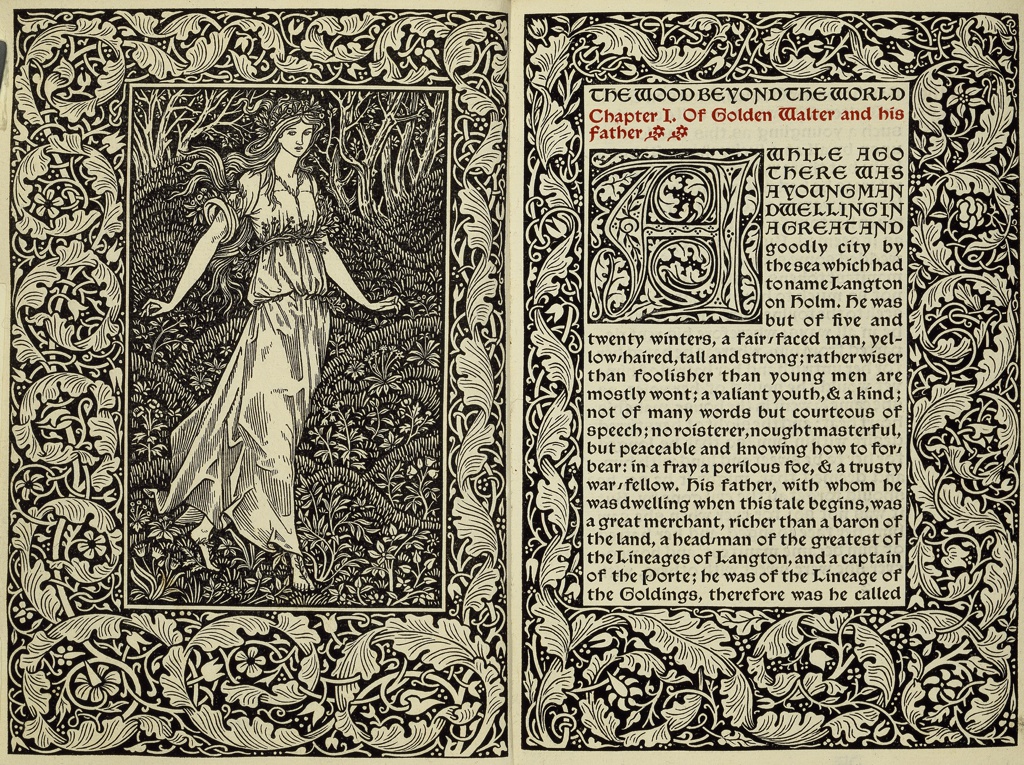 THE WOOD BEYOND THE WORLD
Chapter I. Of Golden Walter and his
father
A WHILE AGO
THERE WAS
A YOUNG MAN
DWELLING IN
A GREAT AND
goodly city by
the sea which had
to name Langton
on Holm. He was
but of five and
twenty winters, a fair-faced man, yel-
low-haired, tall and strong; rather wiser
than foolisher than young men are
mostly wont; a valiant youth, & a kind;
not of many words but courteous of
speech; no roisterer, nought masterful,
but peaceable and knowing how to for-
bear: in a fray a perilous foe, & a trusty
war-fellow. His father, with whom he
was dwelling when this tale begins, was
a great merchant, richer than a baron of
the land, a head-man of the greatest of
the Lineages of Langton, and a captain
of the Porte; he was of the Lineage of
the Goldings, therefore was he called